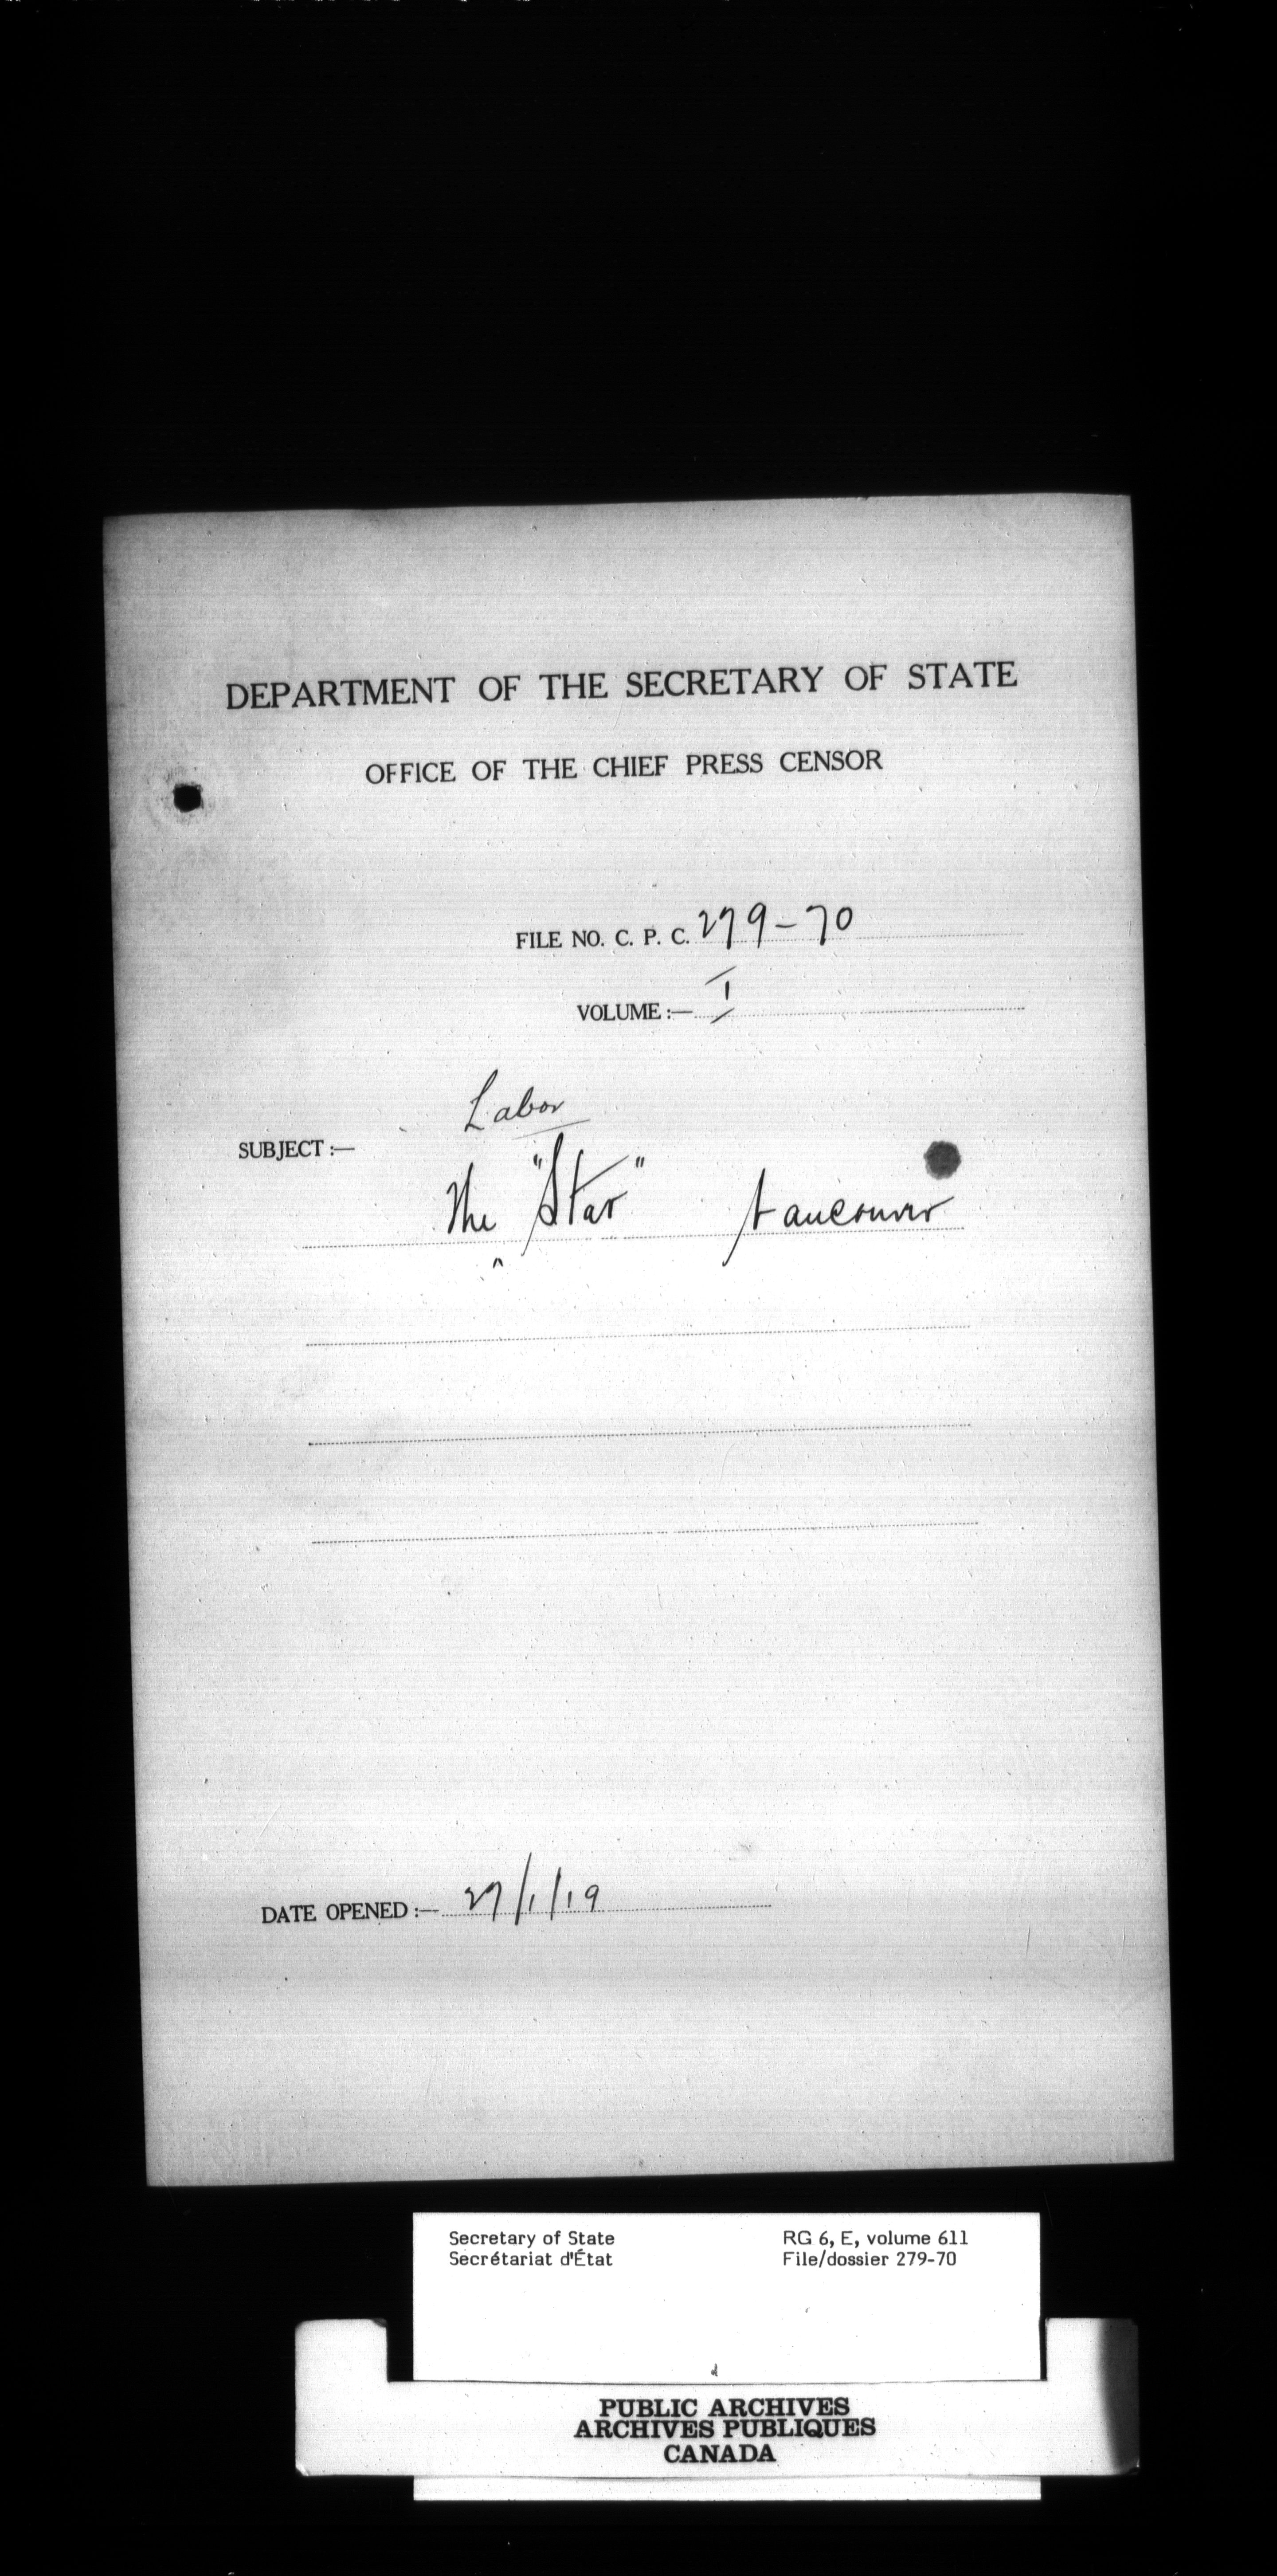 DEPARTMENT OF THE SECRETARY OF STATE
OFFICE OF THE CHIEF PRESS CENSOR
FILE NO. C. P. C. 279-70
VOLUME :— I
Labor
SUBJECT :—
The "Star" Vancouver
^
DATE OPENED :— 27/1/19
Secretary of State RG 6, E, volume 611
Secrétariat d'État File/dossier 279-70
PUBLIC ARCHIVES
ARCHIVES PUBLIQUES
CANADA